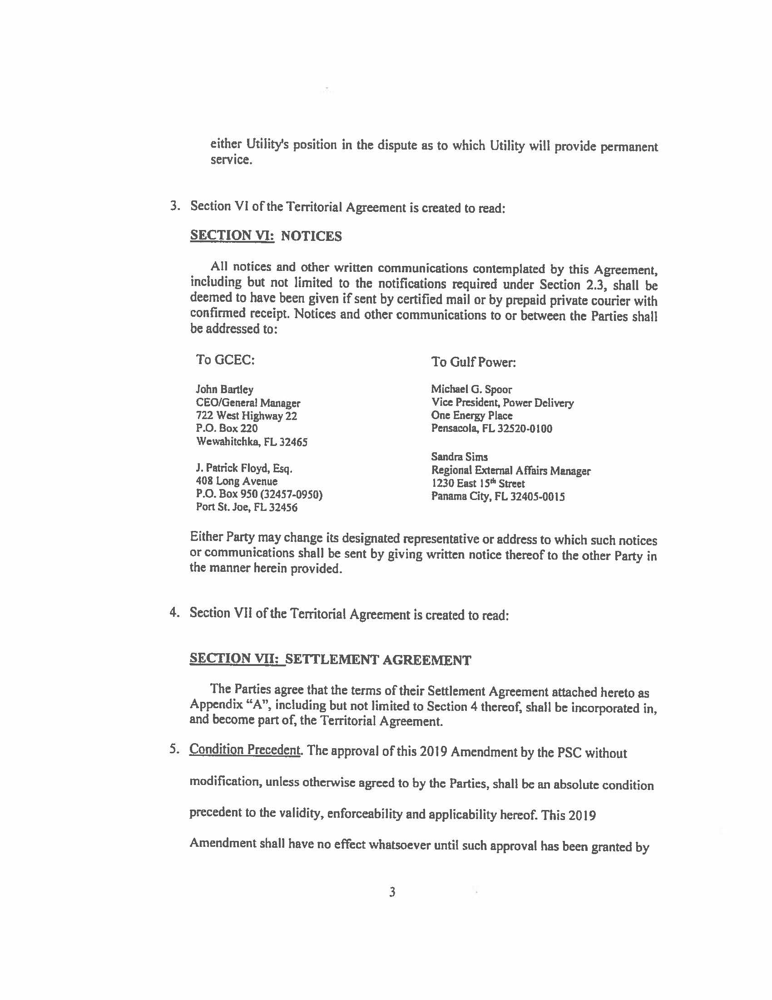 either Utility's position in the dispute as to which Utility will provide permanent
service.
3. Section VI of the Territorial Agreement is created to read:
SECTION VI: NOTICES
All notices and other written communications contemplated by this Agreement,
including but not limited to the notifications required under Section 2.3, shall be
deemed to have been given if sent by certified mail or by prepaid private courier with
confirmed receipt. Notices and other communications to or between the Parties shall
be addressed to:
To GCEC:
John Bartley
CEO/General Manager
722 West Highway 22
P.O. Box 220
Wewahitchka, FL 32465
J. Patrick Floyd, Esq.
408 Long Avenue
P.O. Box 950 (32457-0950)
Port St. Joe, FL 32456
To Gulf Power:
Michael G. Spoor
Vice President, Power Delivery
One Energy Place
Pensacola, FL 32520-0100
Sandra Sims
Regional External Affairs Manager
1230 East 15th Street
Panama City, FL 32405-0015
Either Party may change its designated representative or address to which such notices
or communications shall be sent by giving written notice thereof to the other Party in
the manner herein provided.
4. Section VII of the Territorial Agreement is created to read:
SECTION VII: SETTLEMENT AGREEMENT
The Parties agree that the terms of their Settlement Agreement attached hereto as
Appendix “A”, including but not limited to Section 4 thereof, shall be incorporated in,
and become part of, the Territorial Agreement.
5. Condition Precedent. The approval of this 2019 Amendment by the PSC without
modification, unless otherwise agreed to by the Parties, shall be an absolute condition
precedent to the validity, enforceability and applicability hereof. This 2019
Amendment shall have no effect whatsoever until such approval has been granted by
3